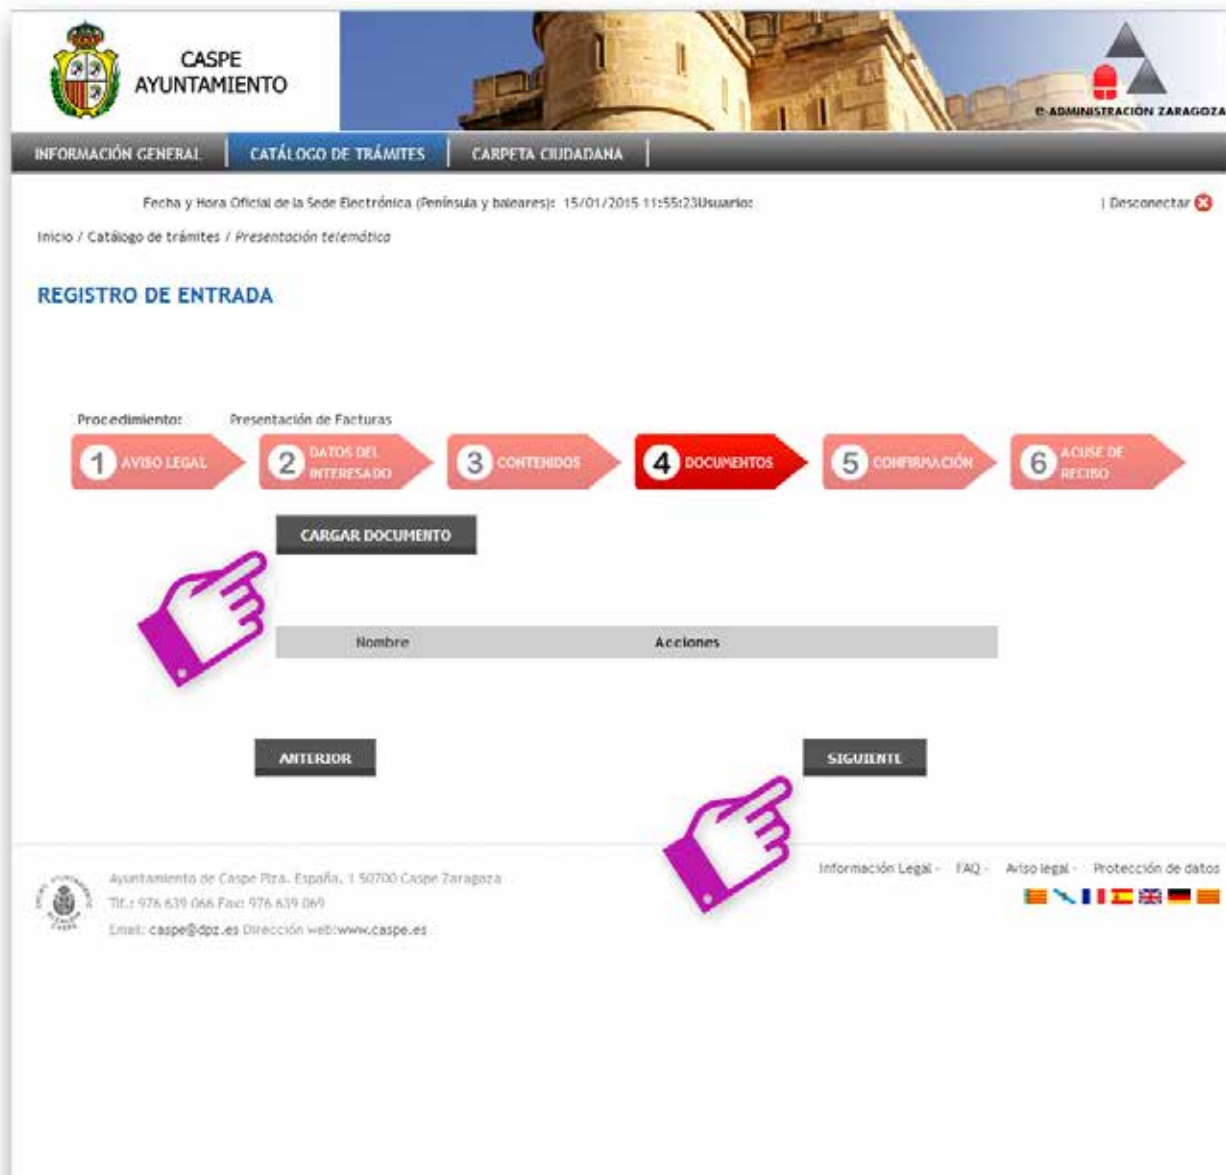 CASPE
AYUNTAMIENTO
e-ADMINISTRACIÓN ZARAGOZA
INFORMACIÓN GENERAL CATÁLOGO DE TRÁMITES CARPETA CIUDADANA
Fecha y Hora Oficial de la Sede Electrónica (Península y baleares): 15/01/2015 11:55:23Usuario: | Desconectar
Inicio / Catálogo de trámites / Presentación telemática
REGISTRO DE ENTRADA
Procedimiento: Presentación de Facturas
1 AVISO LEGAL
2 DATOS DEL INTERESADO
3 CONTENIDOS
4 DOCUMENTOS
5 CONFIRMACIÓN
6 ACUSE DE RECIBO
CARGAR DOCUMENTO
Nombre Acciones
ANTERIOR SIGUIENTE
Información Legal - FAQ - Aviso legal - Protección de datos
Ayuntamiento de Caspe Plza. España, 1 50700 Caspe Zaragoza
Tlf.: 976 639 066 Fax: 976 639 069
Email: caspe@dpz.es Dirección web:www.caspe.es